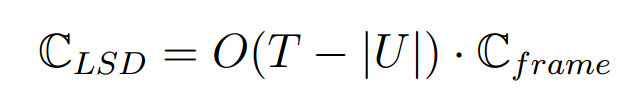 ℂ_{LSD} = O(T − |U|) · ℂ_{frame}